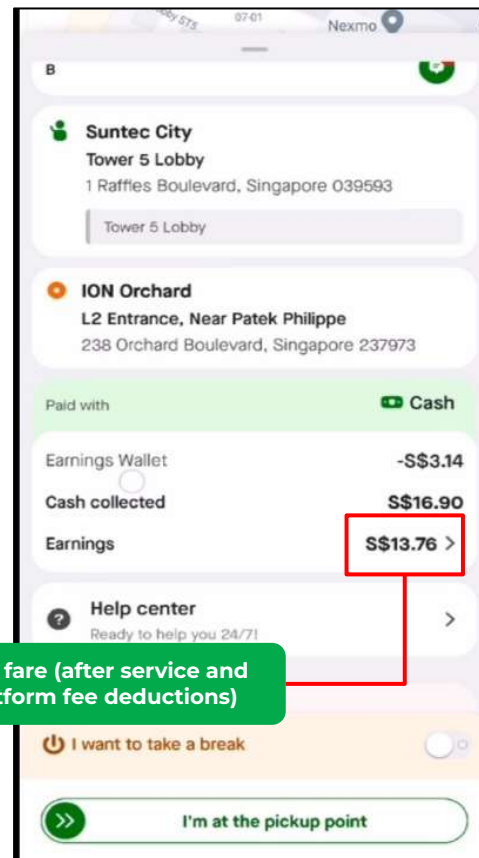 07-01
Nexmo
B
Suntec City
Tower 5 Lobby
1 Raffles Boulevard, Singapore 039593
Tower 5 Lobby
ION Orchard
L2 Entrance, Near Patek Philippe
238 Orchard Boulevard, Singapore 237973
Paid with Cash
Earnings Wallet -S$3.14
Cash collected S$16.90
Earnings S$13.76 >
? Help center >
Ready to help you 24/7!
fare (after service and
fee deductions)
I want to take a break
I'm at the pickup point